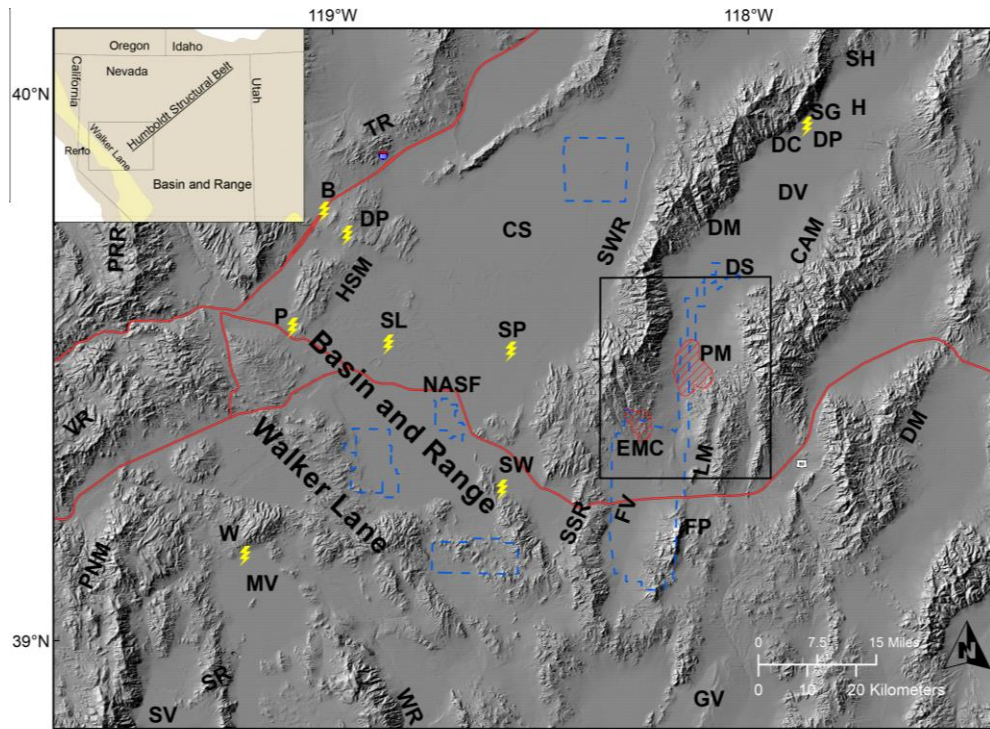 119°W 118°W
Oregon Idaho
Nevada
California
Utah
Humboldt Structural Belt
Walker Lane
Reno
Basin and Range
40°N
39°N
SH
SG H
DC DP
DV
TR
B
DP
CS
SWR
DM
CAM
DS
PRR
HSM
P
SL
SP
PM
Basin and Range
NASF
VR
Walker Lane
SW
EMC
LM
DM
SSR
FV
FP
PNM
W
MV
SR
SV
WR
GV
0 7.5 15 Miles
0 10 20 Kilometers
N